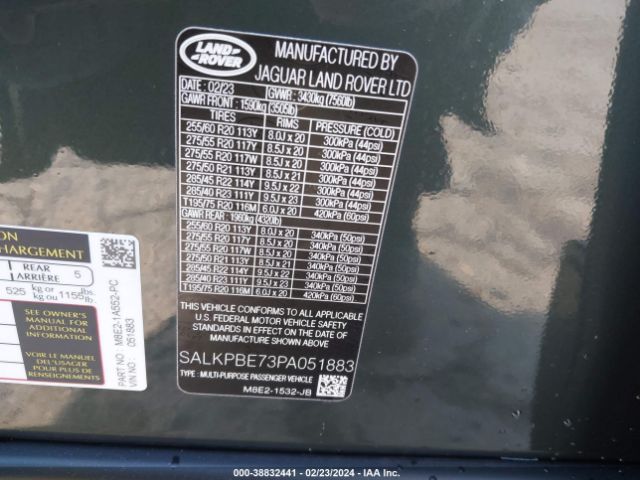 LAND ROVER
MANUFACTURED BY
JAGUAR LAND ROVER LTD
DATE: 02/23 GVWR: 3430kg (7560lb)
GAWR FRONT: 1590kg (3505lb)
TIRES RIMS PRESSURE (COLD)
255/60 R20 113Y 8.0J x 20 300kPa (44psi)
275/55 R20 117Y 8.5J x 20 300kPa (44psi)
275/55 R20 117W 8.5J x 20 300kPa (44psi)
275/50 R21 113Y 8.5J x 21 300kPa (44psi)
285/45 R22 114Y 9.5J x 22 300kPa (44psi)
285/40 R23 111Y 9.5J x 23 300kPa (44psi)
T195/75 R20 116M 6.0J x 20 420kPa (60psi)
GAWR REAR: 1960kg (4320lb)
255/60 R20 113Y 8.0J x 20 340kPa (50psi)
275/55 R20 117Y 8.5J x 20 340kPa (50psi)
275/55 R20 117W 8.5J x 20 340kPa (50psi)
275/50 R21 113Y 8.5J x 21 340kPa (50psi)
285/45 R22 114Y 9.5J x 22 340kPa (50psi)
285/40 R23 111Y 9.5J x 23 340kPa (50psi)
T195/75 R20 116M 6.0J x 20 420kPa (60psi)
THIS VEHICLE CONFORMS TO ALL APPLICABLE
U.S. FEDERAL MOTOR VEHICLE SAFETY
STANDARDS IN EFFECT ON THE DATE OF
MANUFACTURE SHOWN ABOVE.
SALKPBE73PA051883
TYPE: MULTI-PURPOSE PASSENGER VEHICLE
M8E2-1532-JB
ION
CHARGEMENT
REAR
ARRIÈRE 5
525 kg or
kg ou 1155 lb.
lb.
SEE OWNER'S
MANUAL FOR
ADDITIONAL
INFORMATION
VOIR LE
MANUEL
DEL'USAGER
POUR PLUS DE
RENSEIGNEMENTS
PART NO: M8E2-1A552-PC
VIN NO: 051883
000-38832441 - 02/23/2024 - IAA Inc.